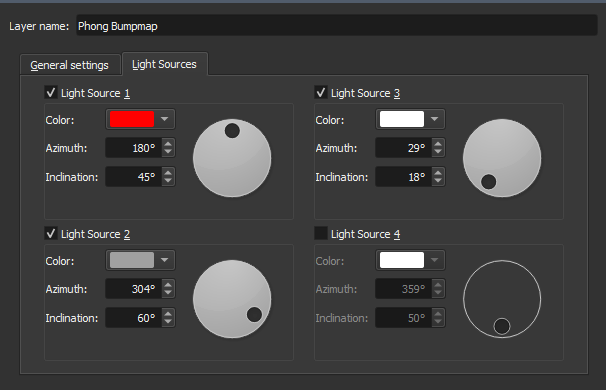 Layer name: Phong Bumpmap
General settings Light Sources
Light Source 1
Color:
Azimuth: 180°
Inclination: 45°
Light Source 3
Color:
Azimuth: 29°
Inclination: 18°
Light Source 2
Color:
Azimuth: 304°
Inclination: 60°
Light Source 4
Color:
Azimuth: 359°
Inclination: 50°